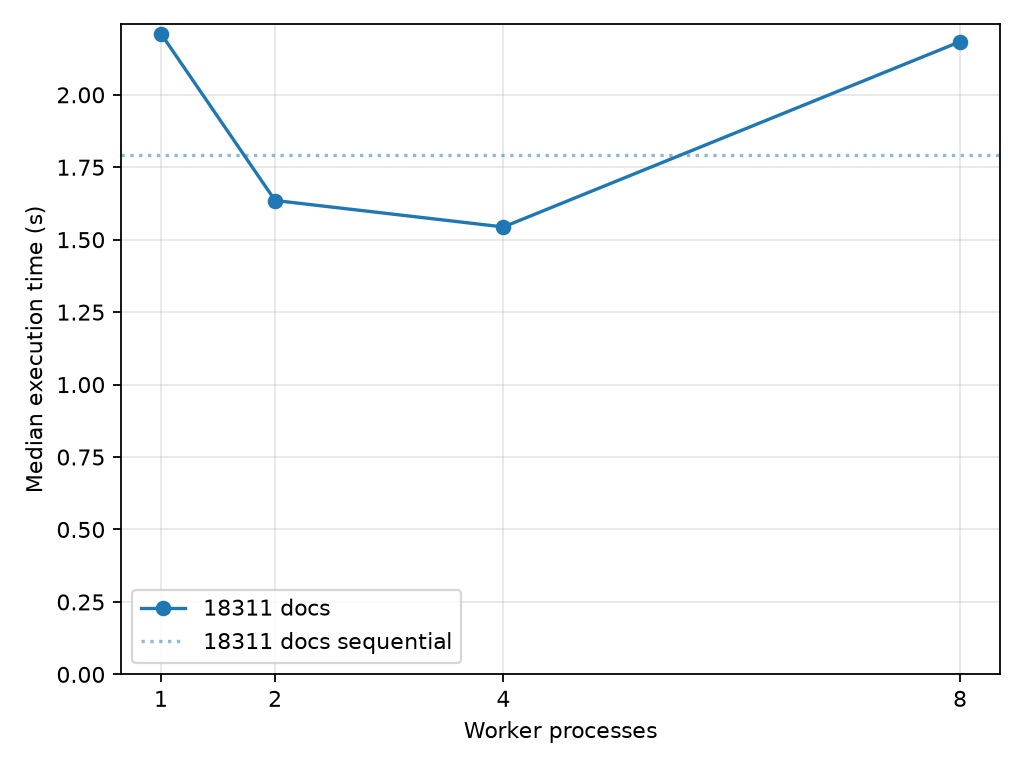 2.00
1.75
1.50
1.25
1.00
0.75
0.50
0.25
0.00
Median execution time (s)
18311 docs
18311 docs sequential
1 2 4 8
Worker processes